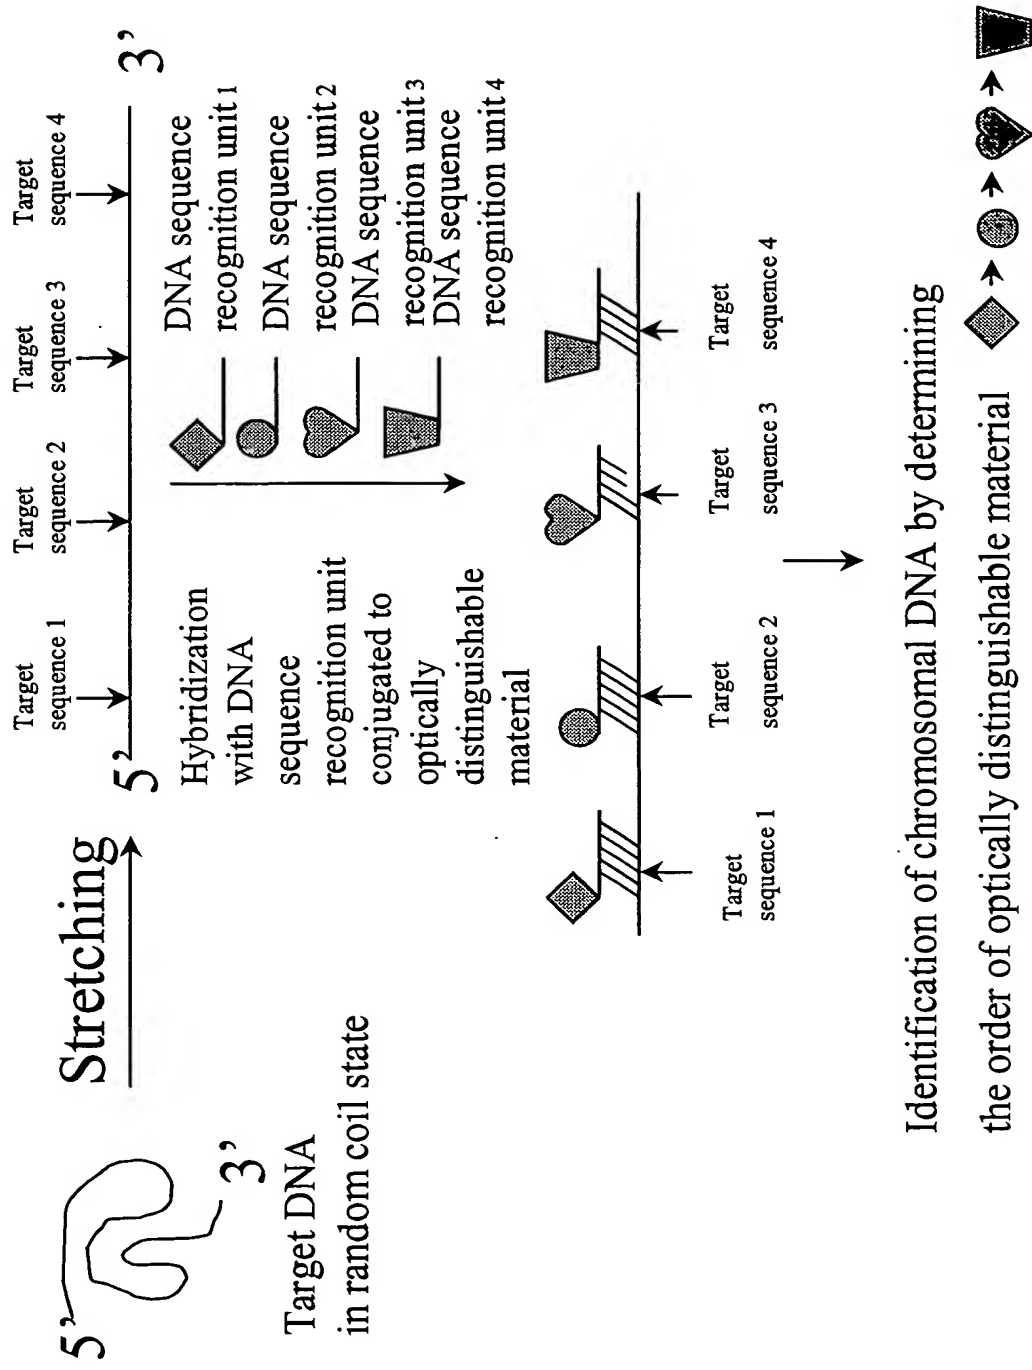 5' 3'
Target DNA
in random coil state
Stretching
Target
sequence 1
Target
sequence 2
Target
sequence 3
Target
sequence 4
5' 3'
Hybridization
with DNA
sequence
recognition unit
conjugated to
optically
distinguishable
material
DNA sequence
recognition unit 1
DNA sequence
recognition unit 2
DNA sequence
recognition unit 3
DNA sequence
recognition unit 4
Target
sequence 1
Target
sequence 2
Target
sequence 3
Target
sequence 4
Identification of chromosomal DNA by determining
the order of optically distinguishable material